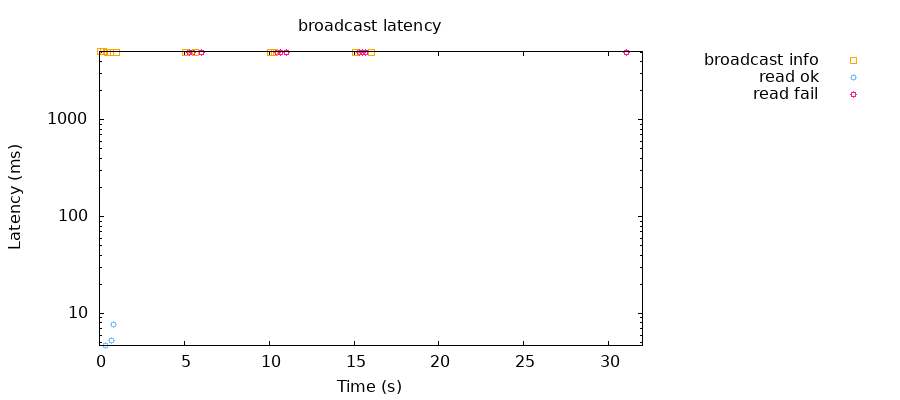 broadcast latency
broadcast info
read ok
read fail
Latency (ms)
1000
100
10
0 5 10 15 20 25 30
Time (s)